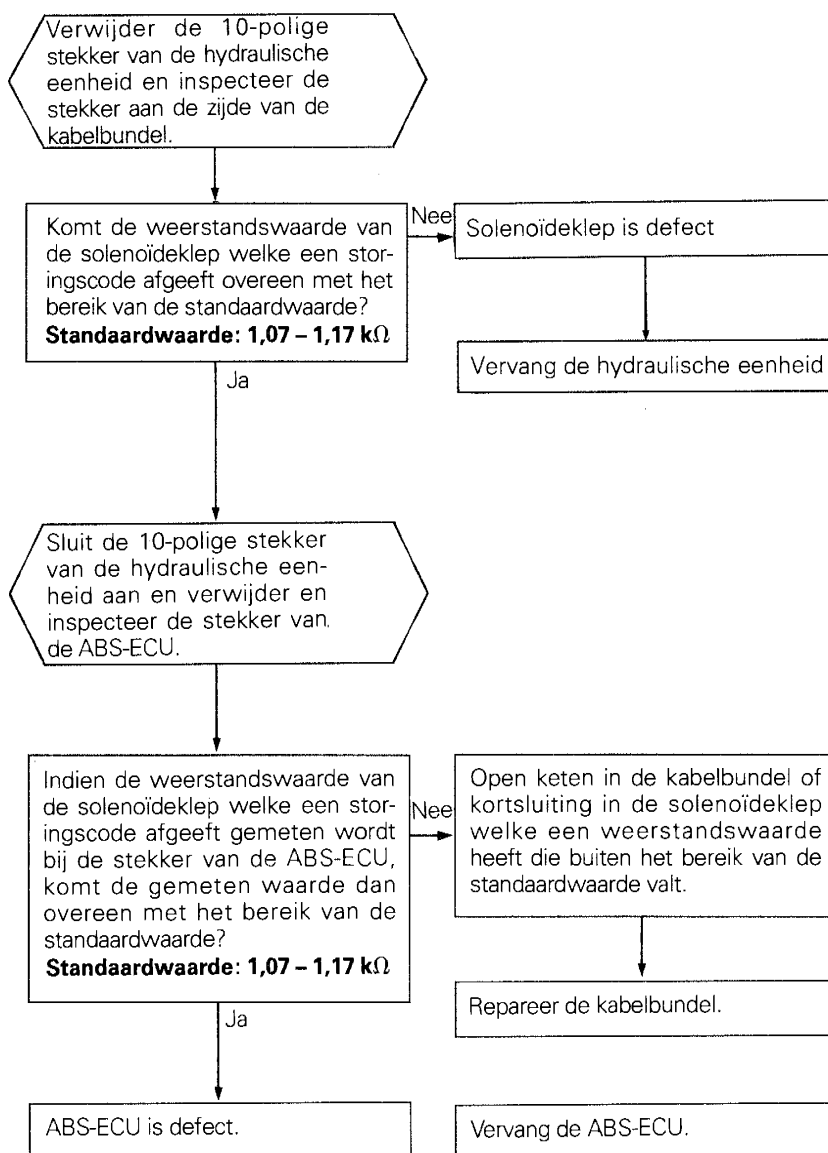 Verwijder de 10-polige
stekker van de hydraulische
eenheid en inspecteer de
stekker aan de zijde van de
kabelbundel.
Komt de weerstandswaarde van
de solenoïdeklep welke een stor-
ingscode afgeeft overeen met het
bereik van de standaardwaarde?
Standaardwaarde: 1,07 – 1,17 kΩ
Nee
Solenoïdeklep is defect
Vervang de hydraulische eenheid
Ja
Sluit de 10-polige stekker
van de hydraulische een-
heid aan en verwijder en
inspecteer de stekker van
de ABS-ECU.
Indien de weerstandswaarde van
de solenoïdeklep welke een stor-
ingscode afgeeft gemeten wordt
bij de stekker van de ABS-ECU,
komt de gemeten waarde dan
overeen met het bereik van de
standaardwaarde?
Standaardwaarde: 1,07 – 1,17 kΩ
Nee
Open keten in de kabelbundel of
kortsluiting in de solenoïdeklep
welke een weerstandswaarde
heeft die buiten het bereik van de
standaardwaarde valt.
Repareer de kabelbundel.
Ja
ABS-ECU is defect.
Vervang de ABS-ECU.